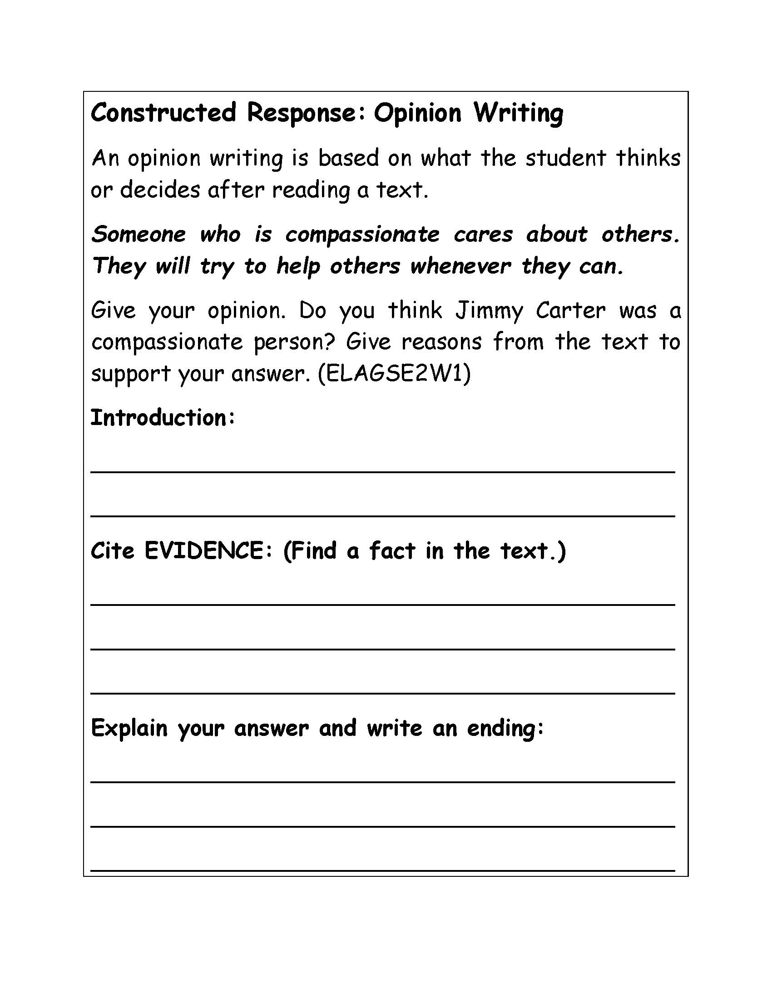 Constructed Response: Opinion Writing
An opinion writing is based on what the student thinks
or decides after reading a text.
Someone who is compassionate cares about others.
They will try to help others whenever they can.
Give your opinion. Do you think Jimmy Carter was a
compassionate person? Give reasons from the text to
support your answer. (ELAGSE2W1)
Introduction:
Cite EVIDENCE: (Find a fact in the text.)
Explain your answer and write an ending: